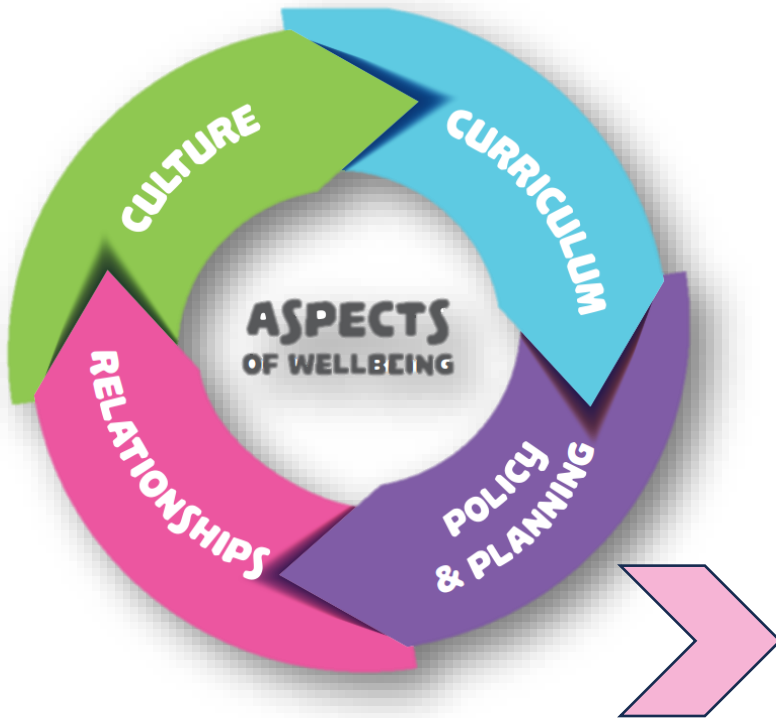 ASPECTS
OF WELLBEING
CULTURE
CURRICULUM
POLICY
& PLANNING
RELATIONSHIPS